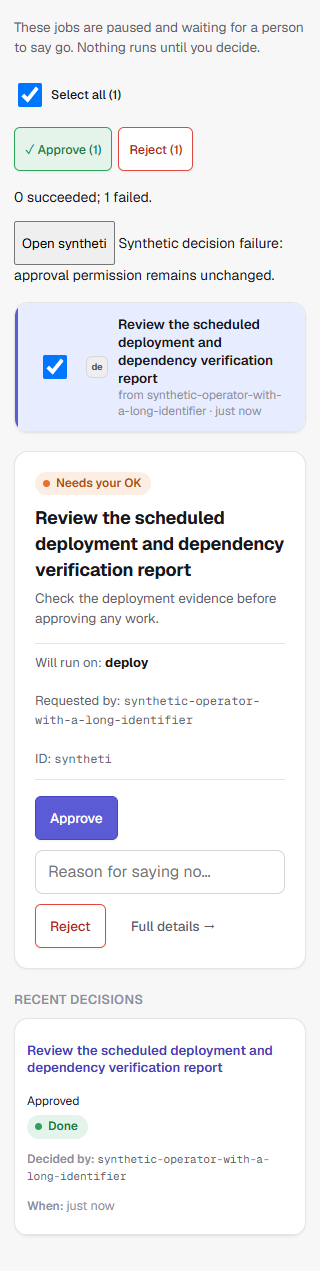 These jobs are paused and waiting for a person
to say go. Nothing runs until you decide.
Select all (1)
✓ Approve (1) Reject (1)
0 succeeded; 1 failed.
Open syntheti Synthetic decision failure:
approval permission remains unchanged.
de
Review the scheduled
deployment and
dependency verification
report
from synthetic-operator-with-
a-long-identifier · just now
Needs your OK
Review the scheduled
deployment and dependency
verification report
Check the deployment evidence before
approving any work.
Will run on: deploy
Requested by: synthetic-operator-
with-a-long-identifier
ID: syntheti
Approve
Reason for saying no...
Reject Full details →
RECENT DECISIONS
Review the scheduled deployment and
dependency verification report
Approved
Done
Decided by: synthetic-operator-with-a-
long-identifier
When: just now